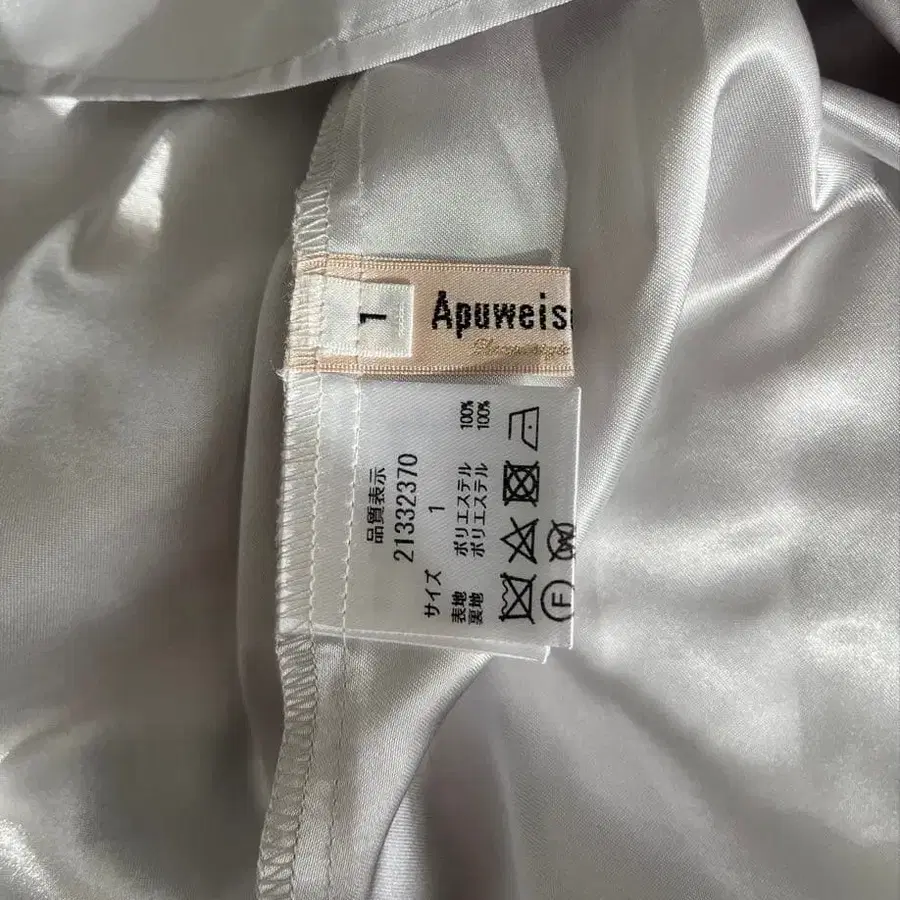 1
Apuweis
品質表示
21332370
サイズ 1
表地 ポリエステル 100%
裏地 ポリエステル 100%
W
F